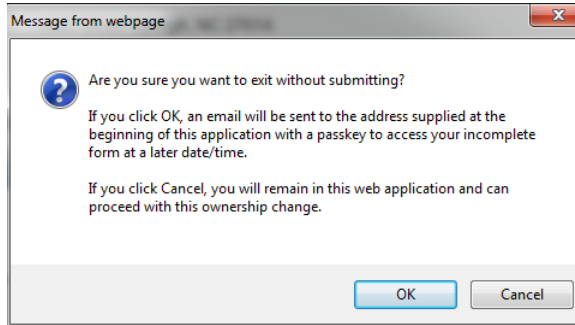 Message from webpage
Are you sure you want to exit without submitting?
If you click OK, an email will be sent to the address supplied at the
beginning of this application with a passkey to access your incomplete
form at a later date/time.
If you click Cancel, you will remain in this web application and can
proceed with this ownership change.
OK
Cancel